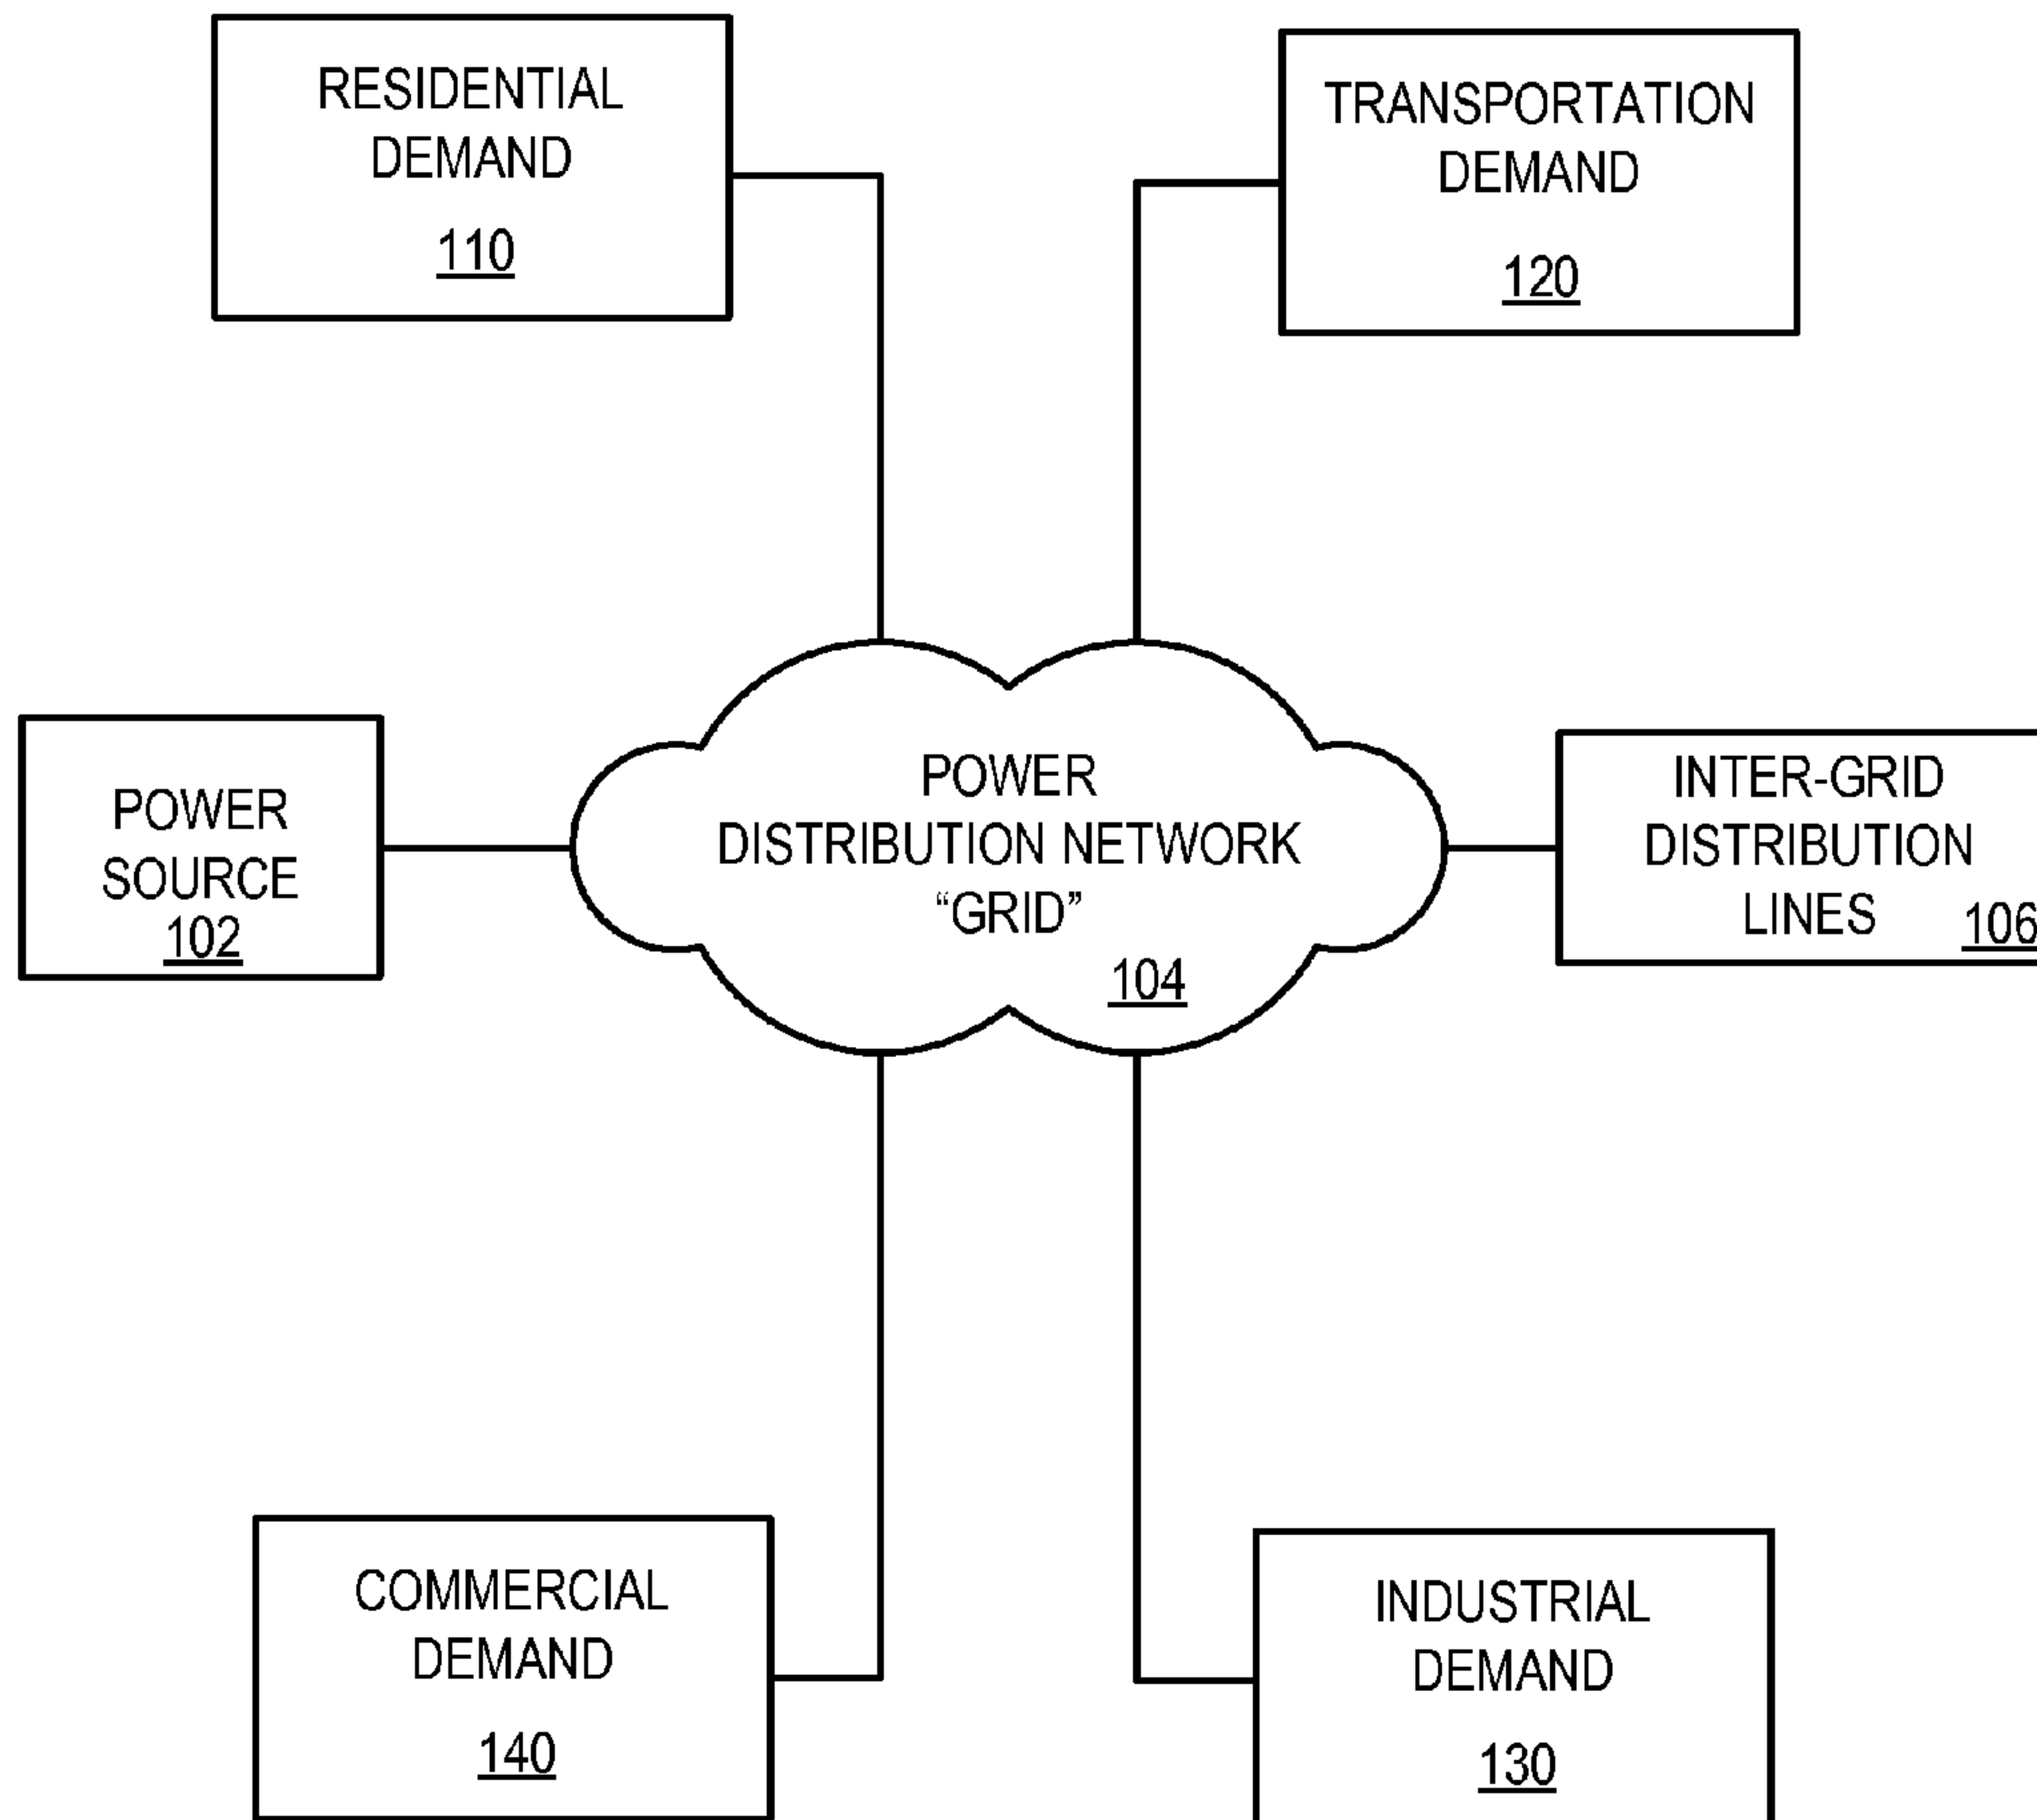 RESIDENTIAL
DEMAND
110
TRANSPORTATION
DEMAND
120
POWER
SOURCE
102
POWER
DISTRIBUTION NETWORK
“GRID”
104
INTER-GRID
DISTRIBUTION
LINES
106
COMMERCIAL
DEMAND
140
INDUSTRIAL
DEMAND
130